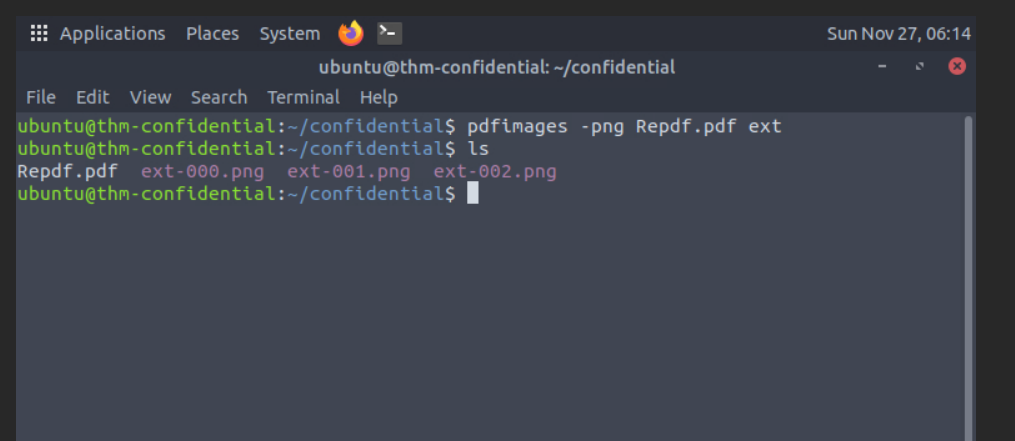 Applications Places System Sun Nov 27, 06:14
ubuntu@thm-confidential: ~/confidential
File Edit View Search Terminal Help
ubuntu@thm-confidential:~/confidential$ pdfimages -png Repdf.pdf ext
ubuntu@thm-confidential:~/confidential$ ls
Repdf.pdf ext-000.png ext-001.png ext-002.png
ubuntu@thm-confidential:~/confidential$